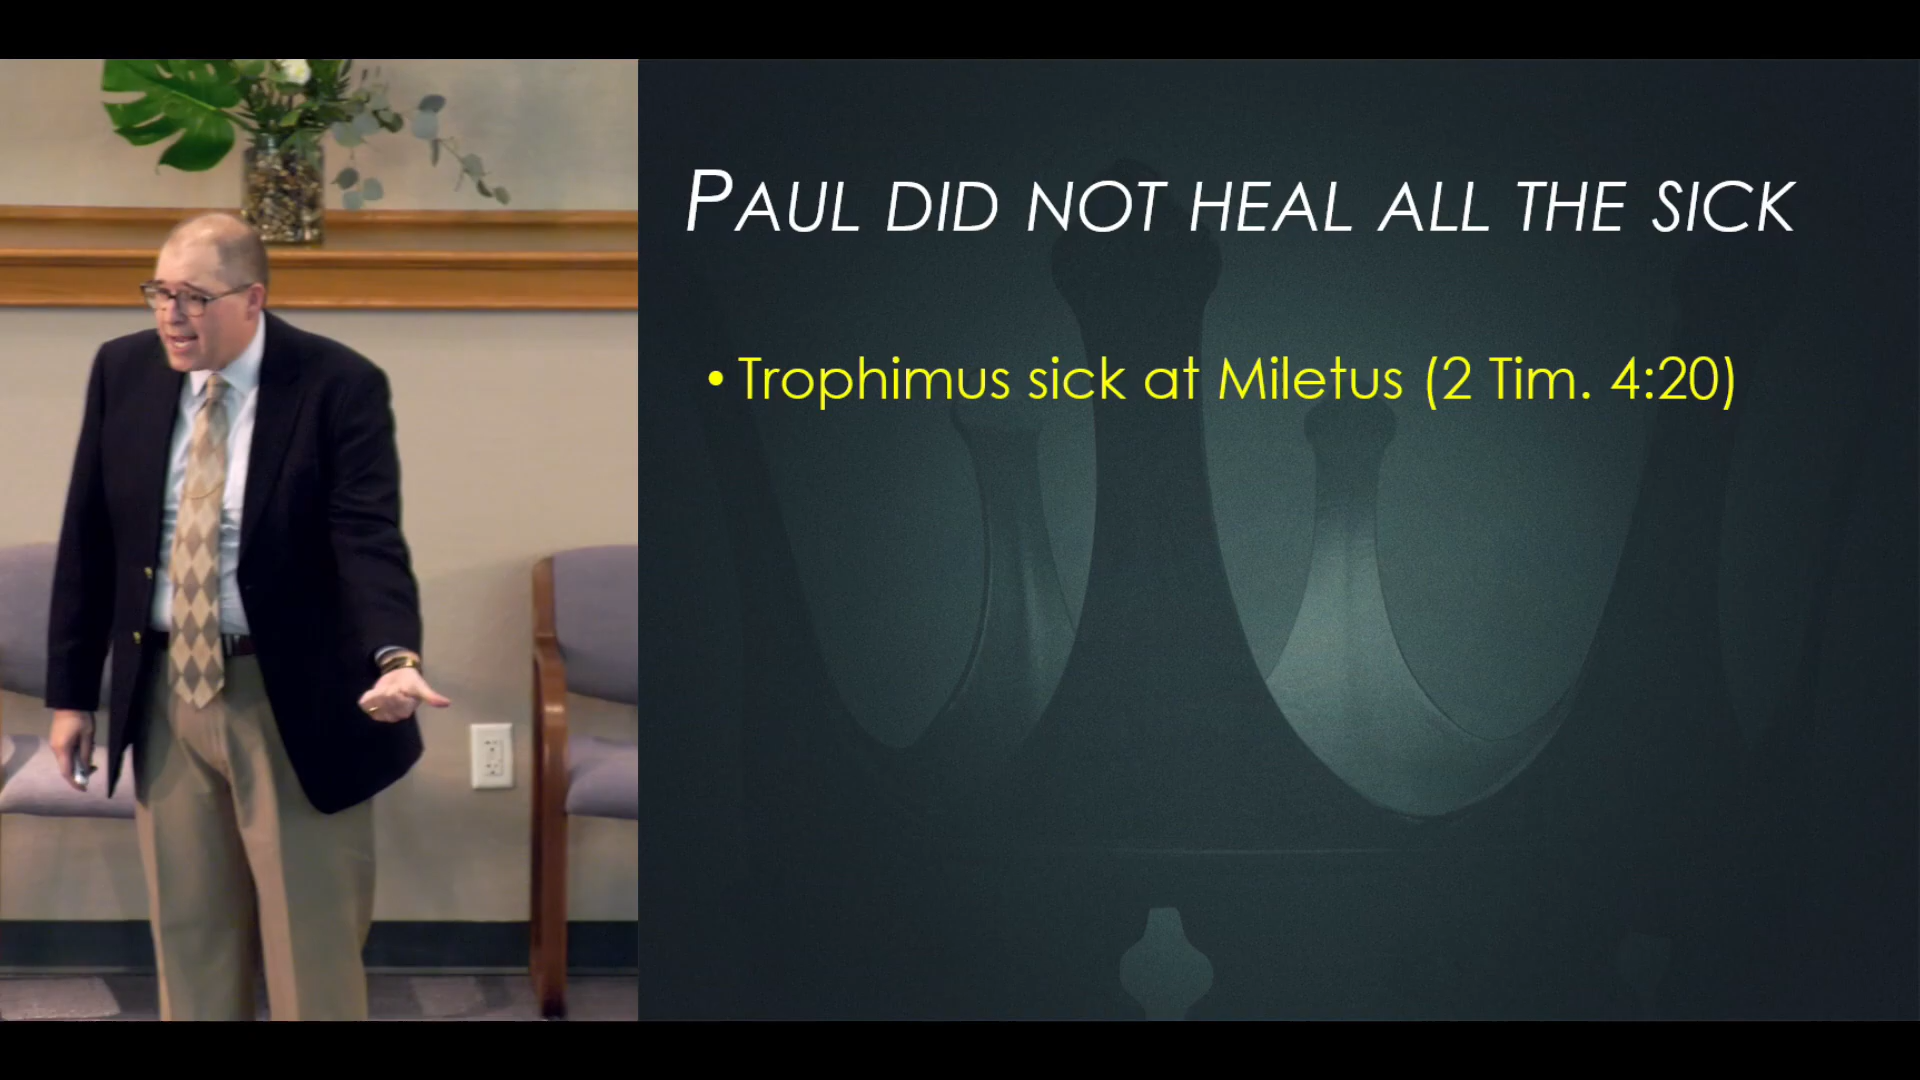 PAUL DID NOT HEAL ALL THE SICK
• Trophimus sick at Miletus (2 Tim. 4:20)